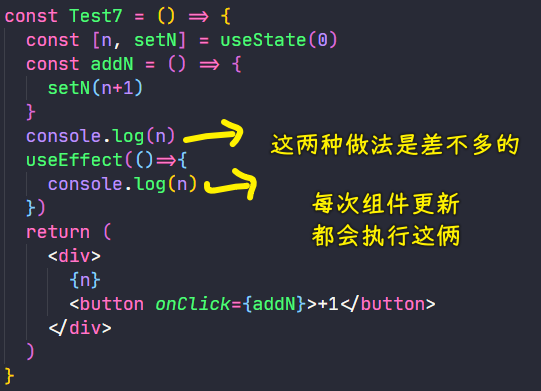 const Test7 = () => {
const [n, setN] = useState(0)
const addN = () => {
setN(n+1)
}
console.log(n)
这两种做法是差不多的
useEffect(()=>{
console.log(n)
每次组件更新
都会执行这俩
})
return (
<div>
{n}
<button onClick={addN}>+1</button>
</div>
)
}